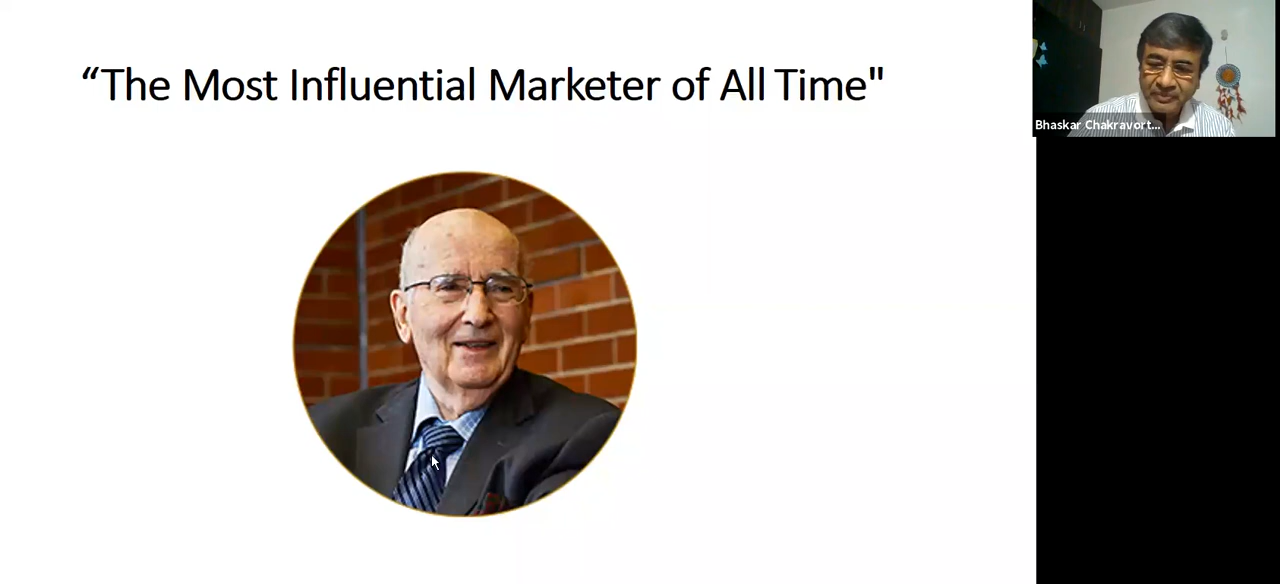 “The Most Influential Marketer of All Time"
Bhaskar Chakravort...